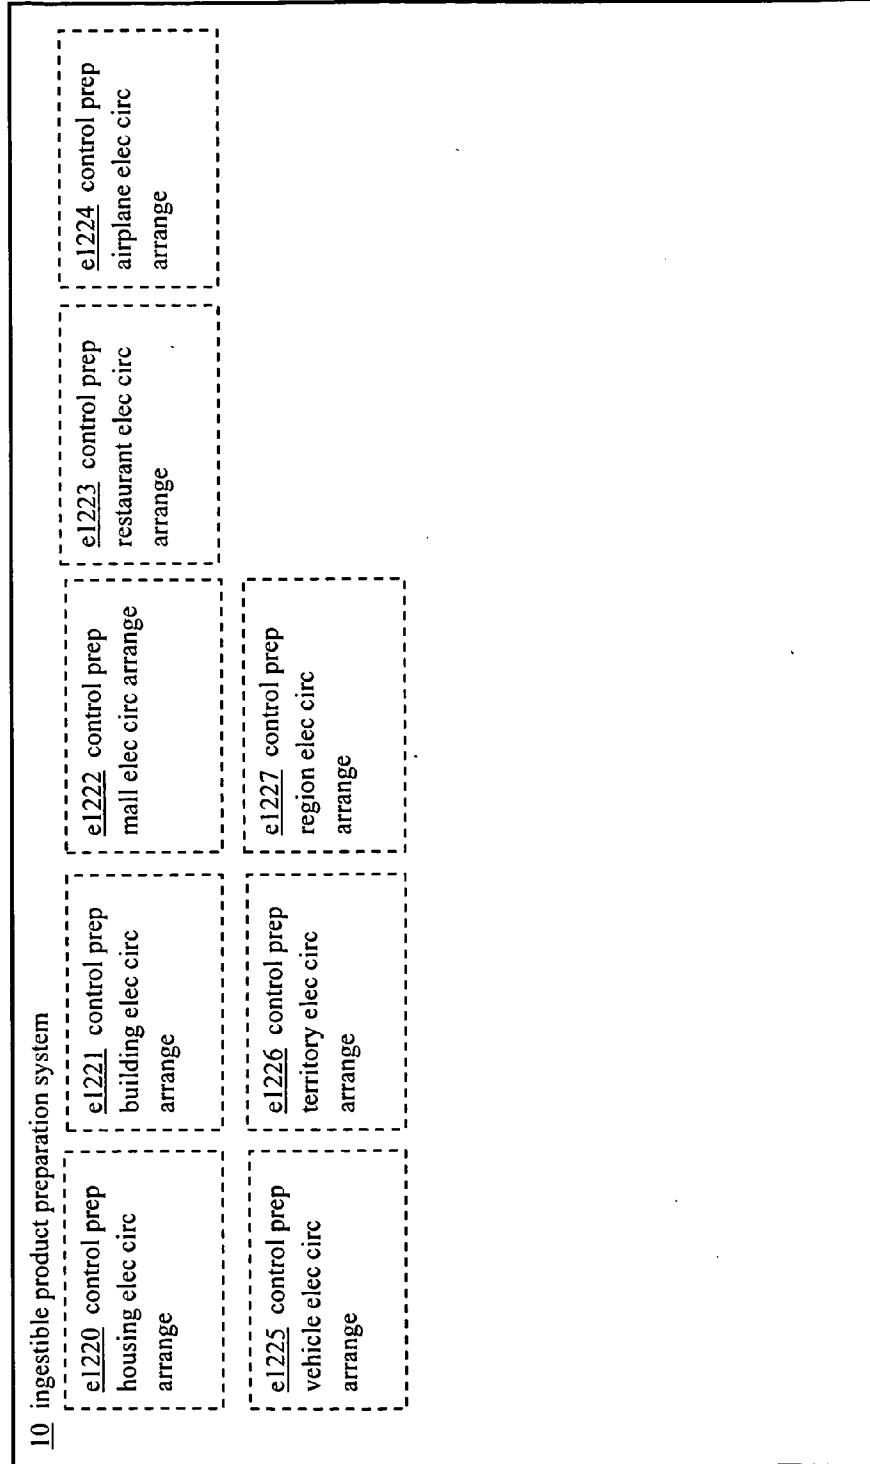 10 ingestible product preparation system
e1220 control prep
housing elec circ
arrange
e1221 control prep
building elec circ
arrange
e1222 control prep
mall elec circ arrange
e1223 control prep
restaurant elec circ
arrange
e1224 control prep
airplane elec circ
arrange
e1225 control prep
vehicle elec circ
arrange
e1226 control prep
territory elec circ
arrange
e1227 control prep
region elec circ
arrange